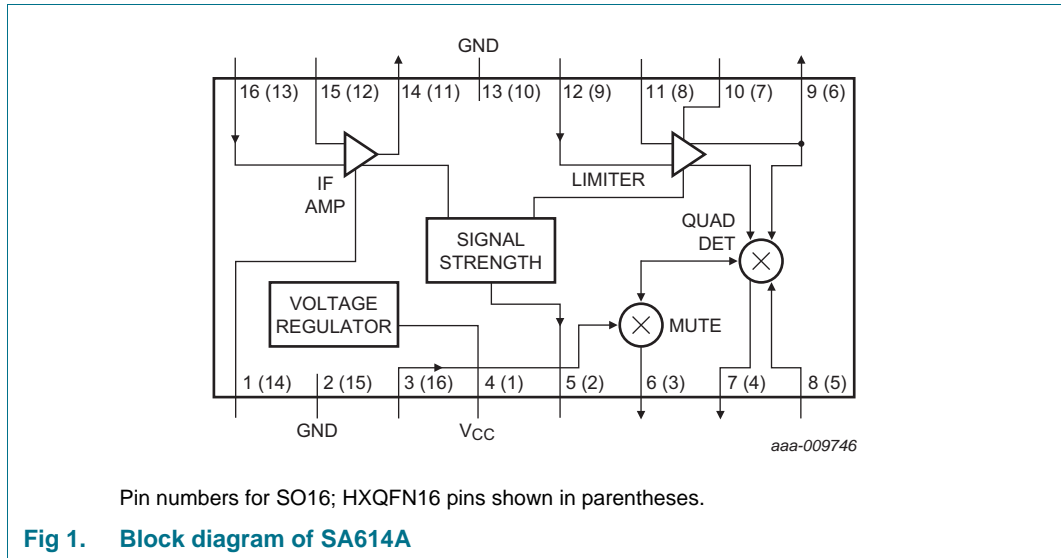 GND
16 (13) 15 (12) 14 (11) 13 (10) 12 (9) 11 (8) 10 (7) 9 (6)
IF
AMP
LIMITER
QUAD
DET
SIGNAL
STRENGTH
VOLTAGE
REGULATOR
MUTE
1 (14) 2 (15) 3 (16) 4 (1) 5 (2) 6 (3) 7 (4) 8 (5)
GND VCC
aaa-009746
Pin numbers for SO16; HXQFN16 pins shown in parentheses.
Fig 1. Block diagram of SA614A